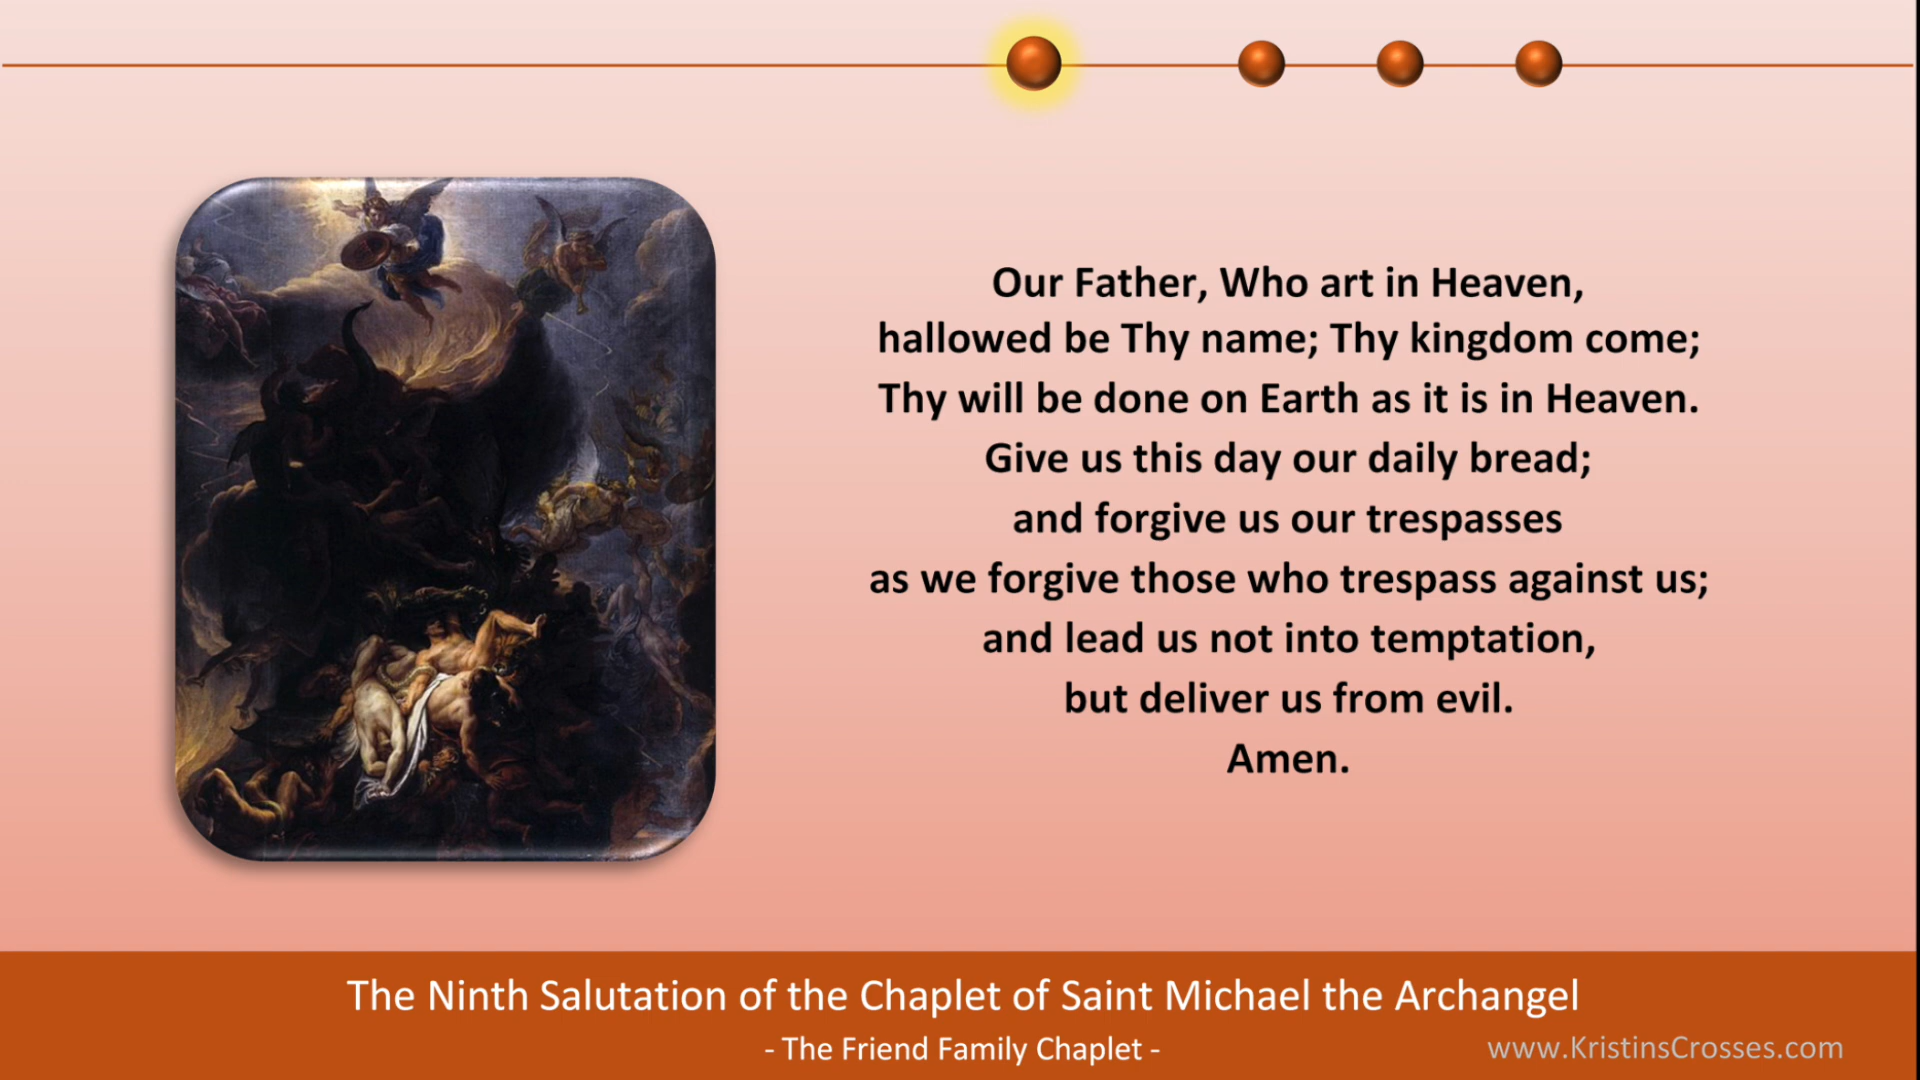 Our Father, Who art in Heaven,
hallowed be Thy name; Thy kingdom come;
Thy will be done on Earth as it is in Heaven.
Give us this day our daily bread;
and forgive us our trespasses
as we forgive those who trespass against us;
and lead us not into temptation,
but deliver us from evil.
Amen.
The Ninth Salutation of the Chaplet of Saint Michael the Archangel
- The Friend Family Chaplet -
www.KristinsCrosses.com